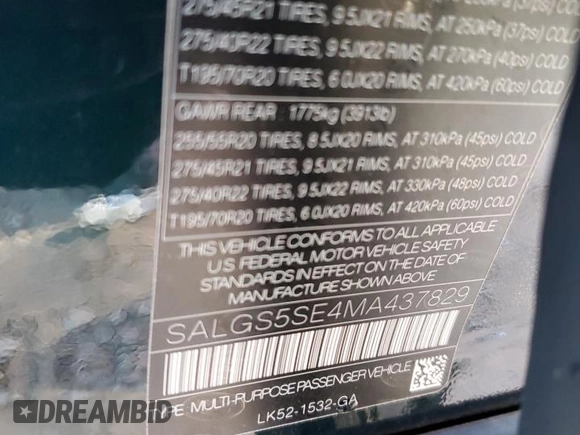 275/45R21 TIRES, 9.5JX21 RIMS, AT 250kPa (37psi) COLD
275/40R22 TIRES, 9.5JX22 RIMS, AT 270kPa (40psi) COLD
T195/70R20 TIRES, 6.0JX20 RIMS, AT 420kPa (60psi) COLD
GAWR REAR 1775kg (3913lb)
255/55R20 TIRES, 8.5JX20 RIMS, AT 310kPa (45psi) COLD
275/45R21 TIRES, 9.5JX21 RIMS, AT 310kPa (45psi) COLD
275/40R22 TIRES, 9.5JX22 RIMS, AT 330kPa (48psi) COLD
T195/70R20 TIRES, 6.0JX20 RIMS, AT 420kPa (60psi) COLD
THIS VEHICLE CONFORMS TO ALL APPLICABLE
U.S. FEDERAL MOTOR VEHICLE SAFETY
STANDARDS IN EFFECT ON THE DATE OF
MANUFACTURE SHOWN ABOVE
SALGS5SE4MA437829
TYPE MULTI-PURPOSE PASSENGER VEHICLE
LK52-1532-GA
DREAMBID